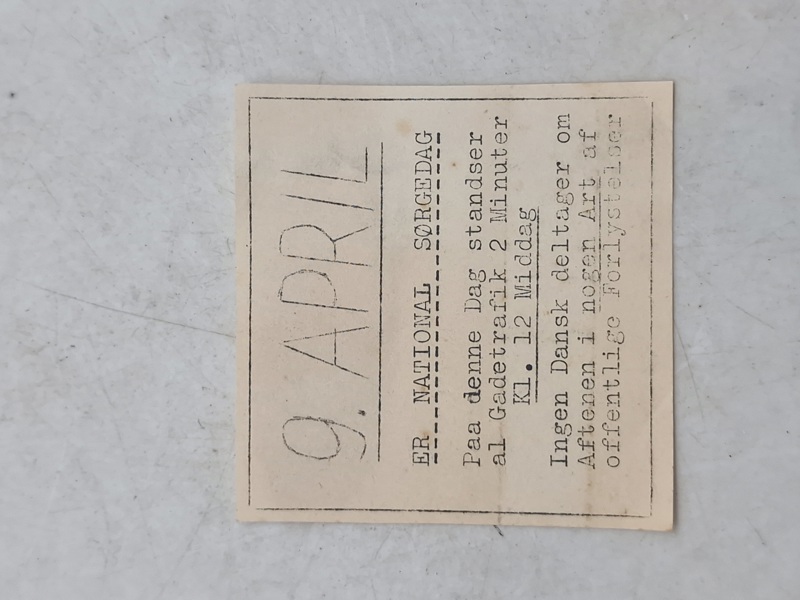 9. APRIL
ER NATIONAL SØRGEDAG
Paa denne Dag standser
al Gadetrafik 2 Minuter
Kl. 12 Middag
Ingen Dansk deltager om
Aftenen i nogen Art af
offentlige Forlystelser